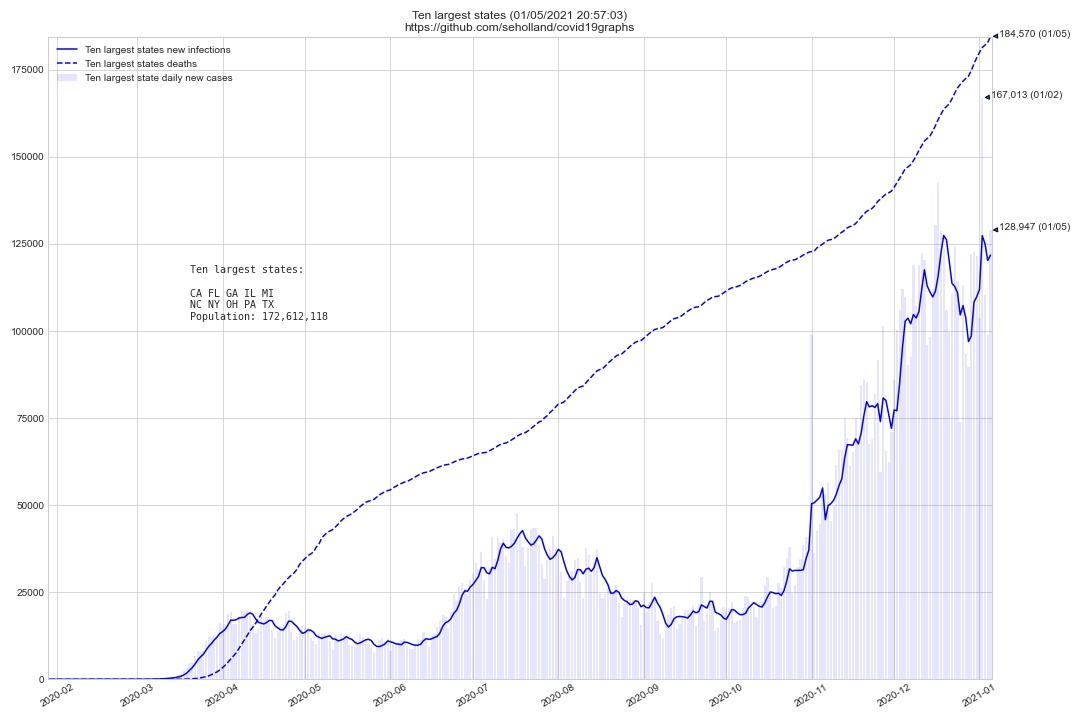 Ten largest states (01/05/2021 20:57:03)
https://github.com/seholland/covid19graphs
Ten largest states new infections
Ten largest states deaths
Ten largest state daily new cases
184,570 (01/05)
167,013 (01/02)
128,947 (01/05)
175000
150000
125000
100000
75000
50000
25000
0
Ten largest states:
CA FL GA IL MI
NC NY OH PA TX
Population: 172,612,118
2020-02
2020-03
2020-04
2020-05
2020-06
2020-07
2020-08
2020-09
2020-10
2020-11
2020-12
2021-01